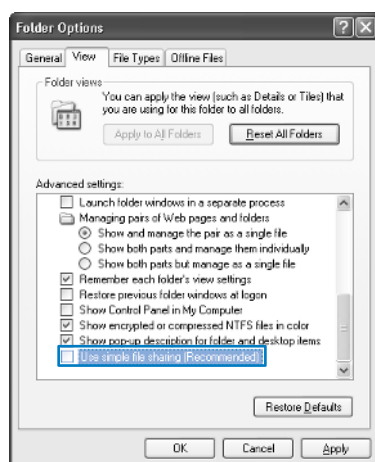 Folder Options
General View File Types Offline Files
Folder views
You can apply the view (such as Details or Tiles) that
you are using for this folder to all folders.
Apply to All Folders Reset All Folders
Advanced settings:
Launch folder windows in a separate process
Managing pairs of Web pages and folders
Show and manage the pair as a single file
Show both parts and manage them individually
Show both parts but manage as a single file
Remember each folder's view settings
Restore previous folder windows at logon
Show Control Panel in My Computer
Show encrypted or compressed NTFS files in color
Show pop-up description for folder and desktop items
Use simple file sharing (Recommended)
Restore Defaults
OK Cancel Apply